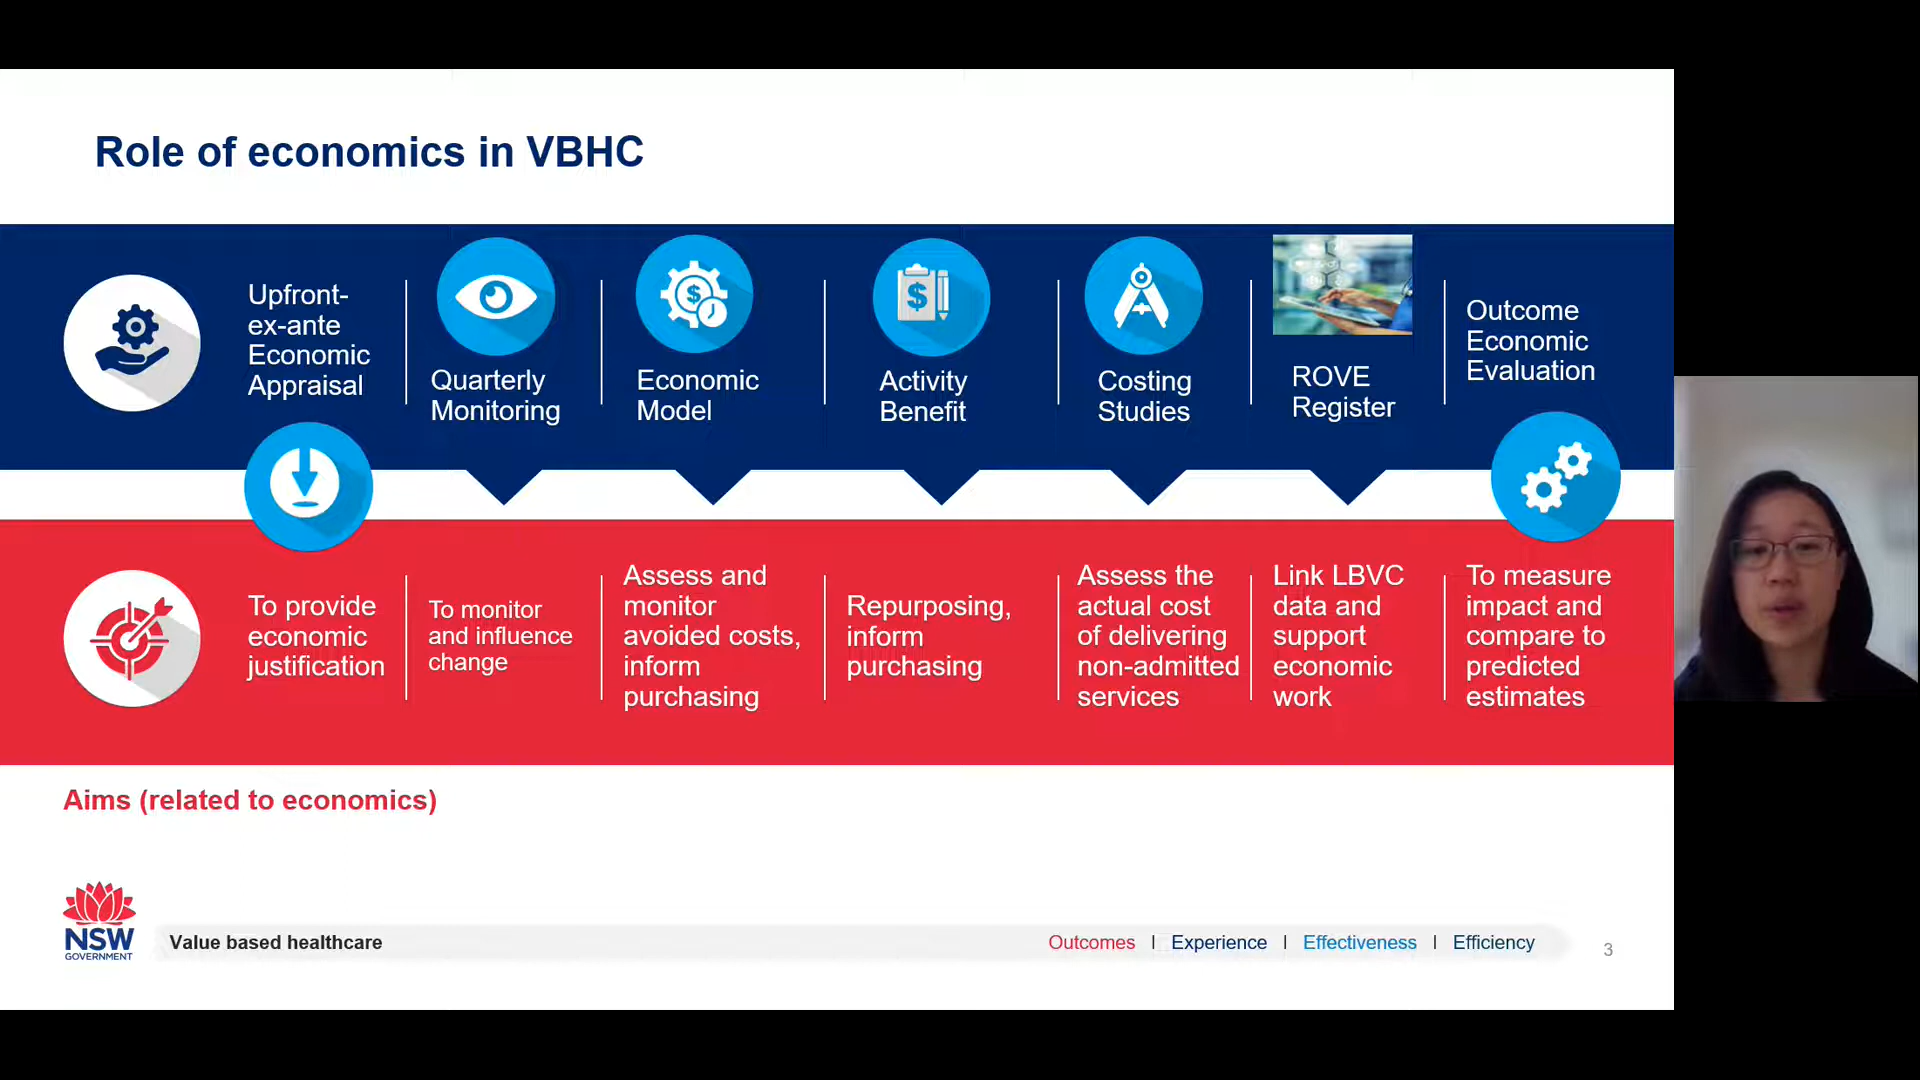 Role of economics in VBHC
Upfront-
ex-ante
Economic
Appraisal
Quarterly
Monitoring
Economic
Model
$
Activity
Benefit
$
Costing
Studies
ROVE
Register
Outcome
Economic
Evaluation
To provide
economic
justification
To monitor
and influence
change
Assess and
monitor
avoided costs,
inform
purchasing
Repurposing,
inform
purchasing
Assess the
actual cost
of delivering
non-admitted
services
Link LBVC
data and
support
economic
work
To measure
impact and
compare to
predicted
estimates
Aims (related to economics)
NSW
GOVERNMENT
Value based healthcare
Outcomes | Experience | Effectiveness | Efficiency
3